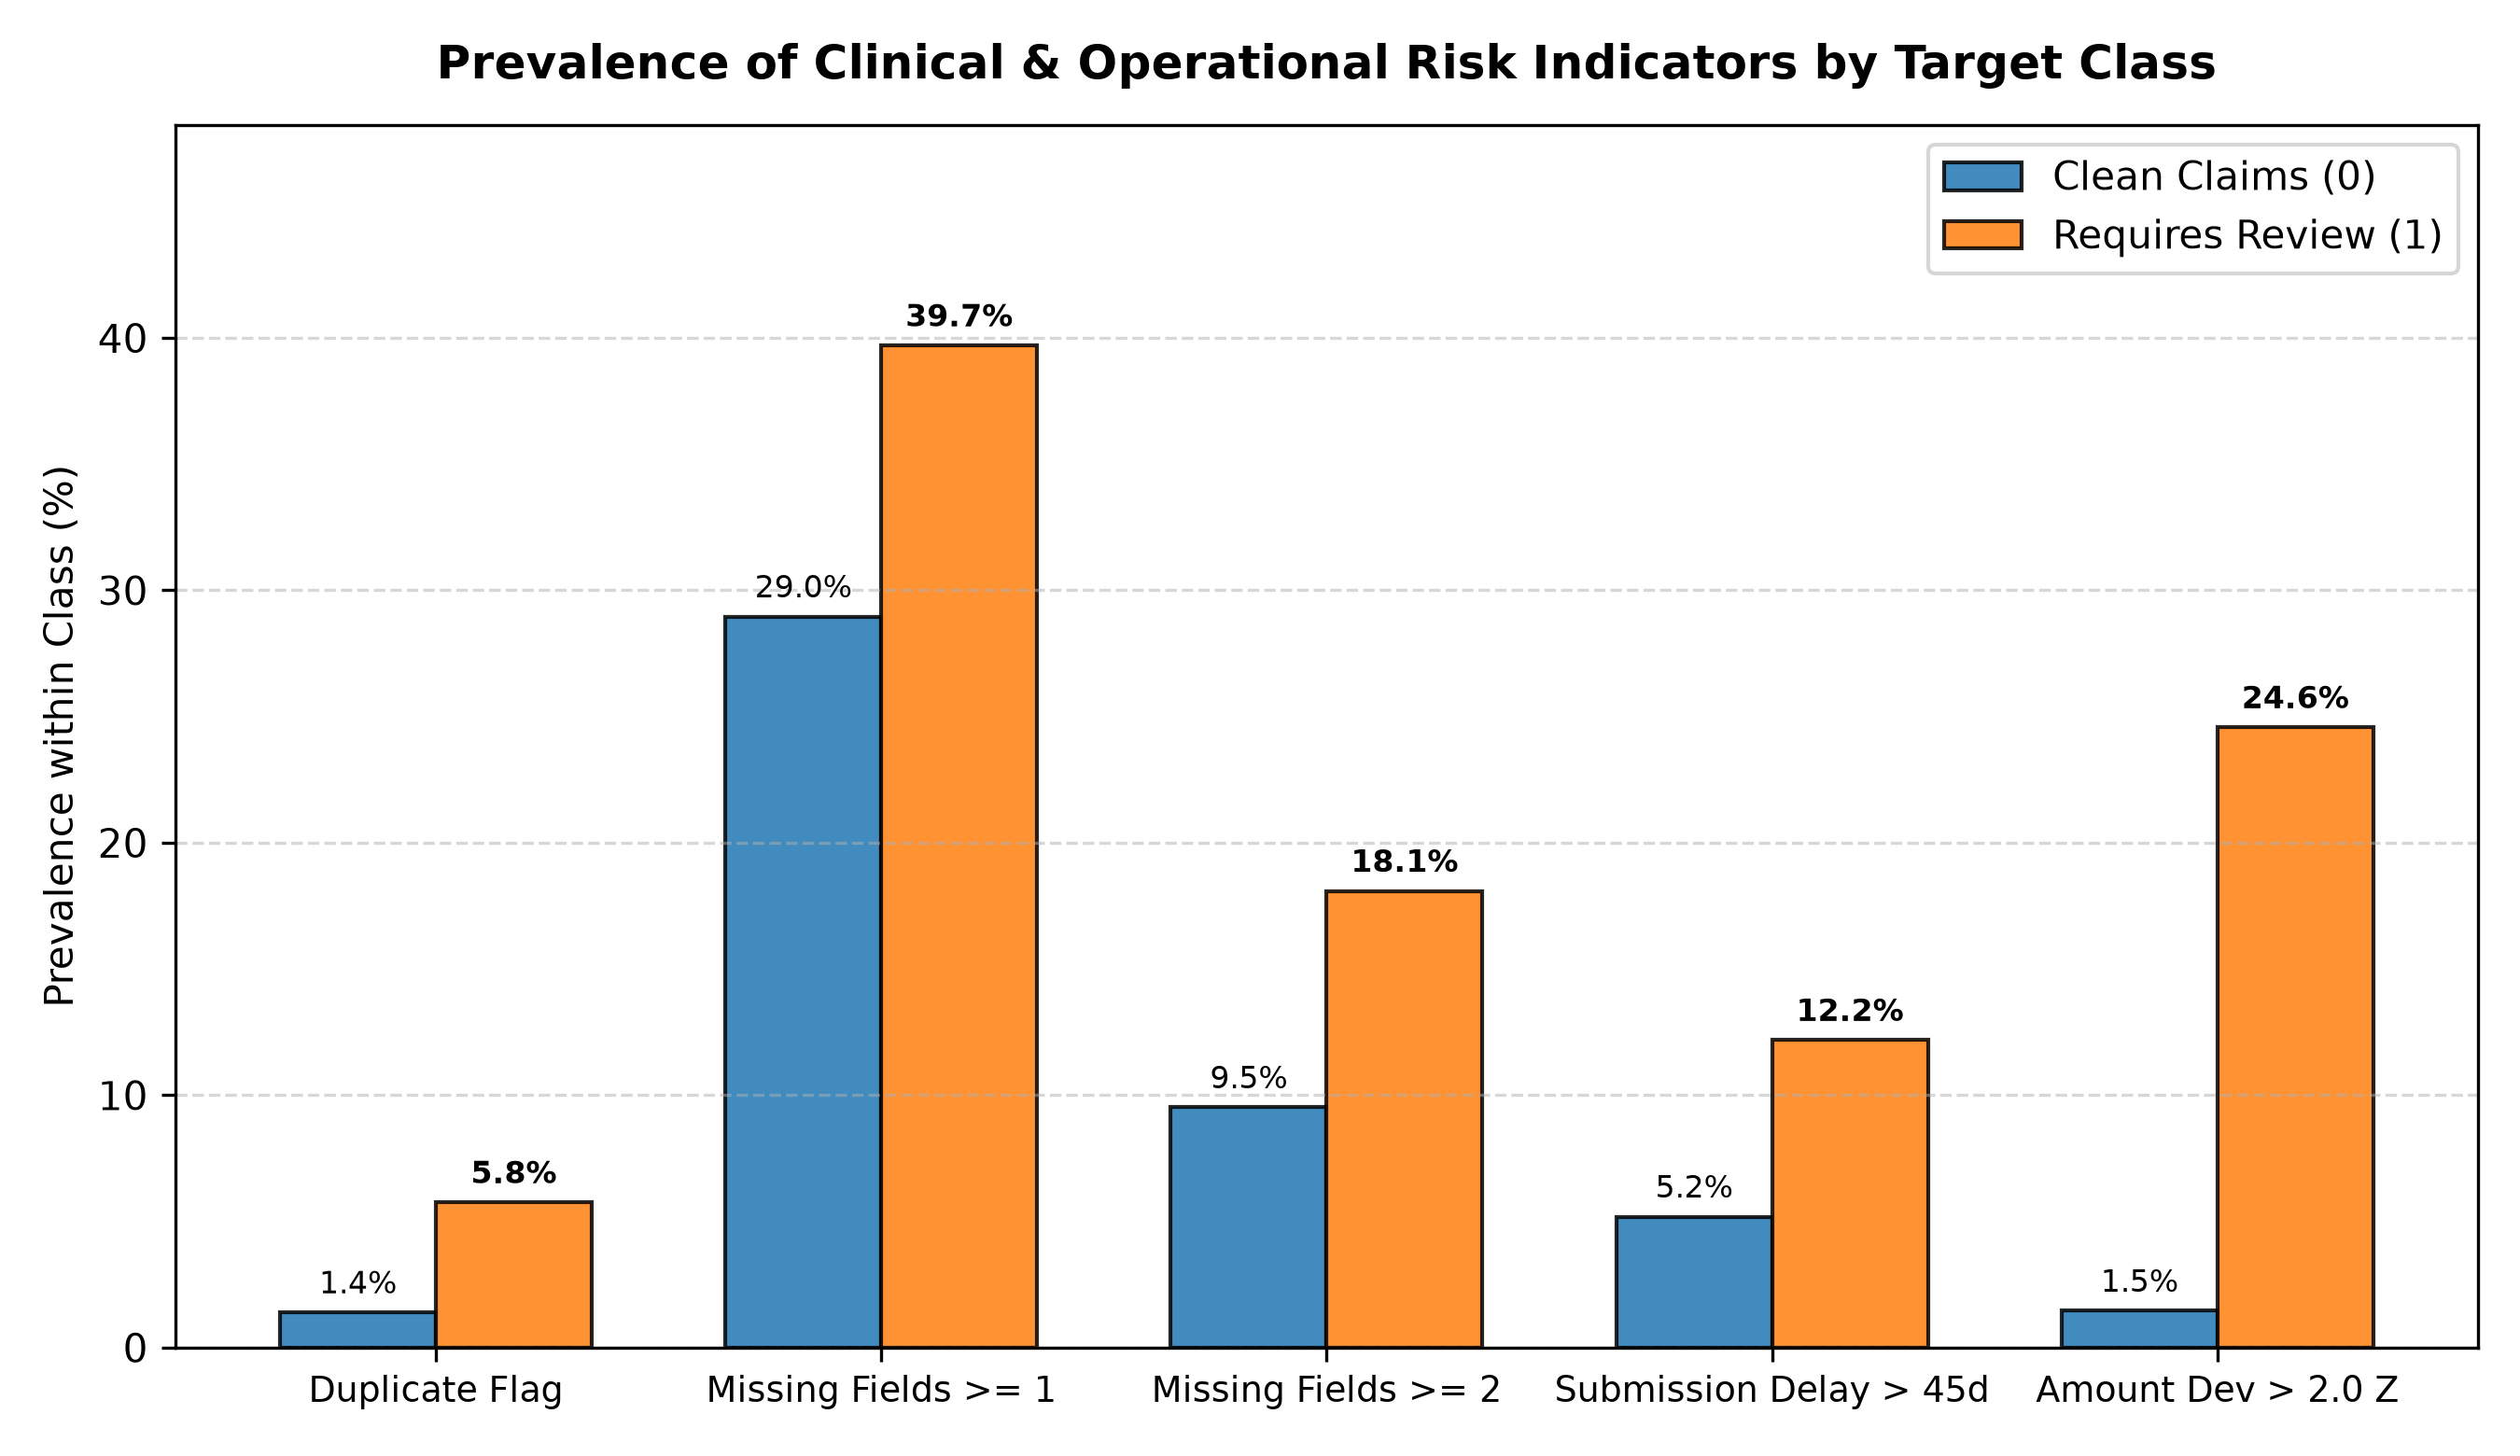 Prevalence of Clinical & Operational Risk Indicators by Target Class
Clean Claims (0)
Requires Review (1)
Prevalence within Class (%)
40
30
20
10
0
1.4%
5.8%
29.0%
39.7%
9.5%
18.1%
5.2%
12.2%
1.5%
24.6%
Duplicate Flag
Missing Fields >= 1
Missing Fields >= 2
Submission Delay > 45d
Amount Dev > 2.0 Z